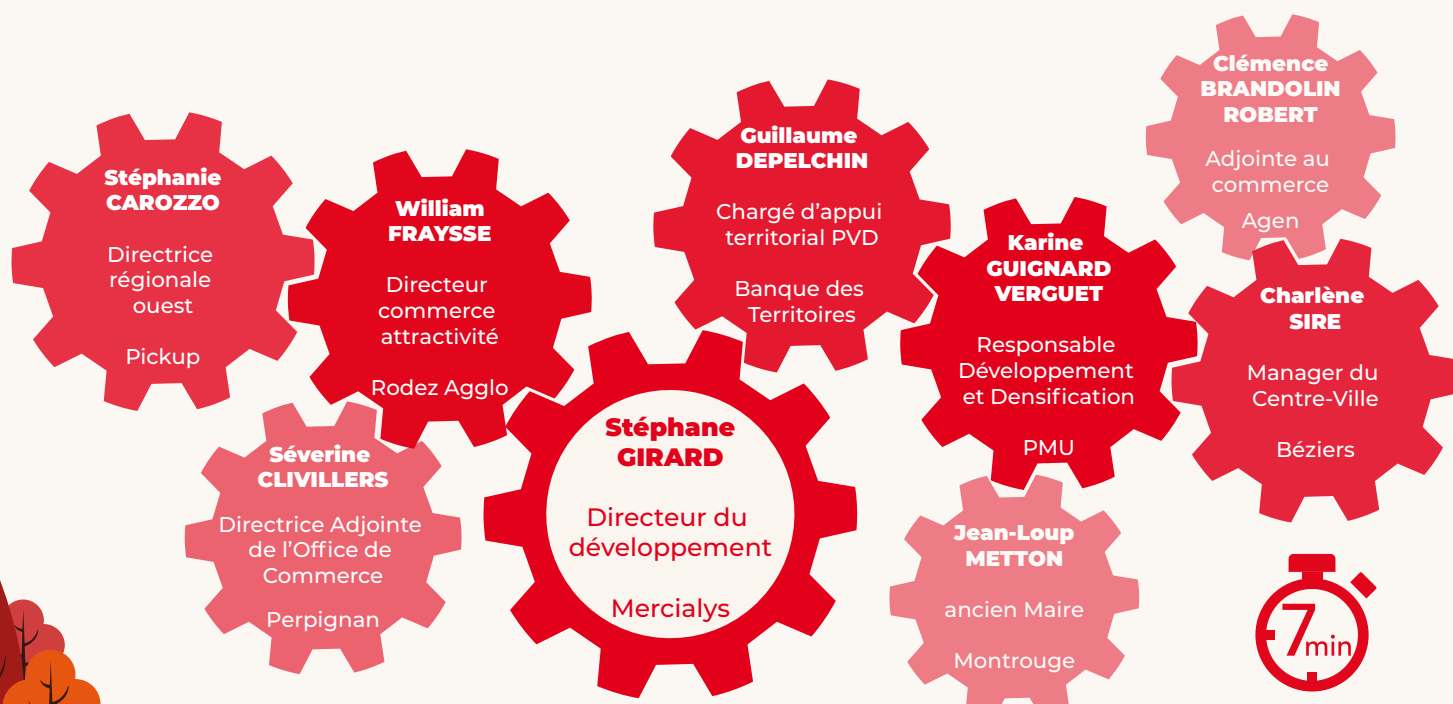 Stéphanie
CAROZZO
Directrice
régionale
ouest
Pickup
William
FRAYSSE
Directeur
commerce
attractivité
Rodez Agglo
Séverine
CLIVILLERS
Directrice Adjointe
de l'Office de
Commerce
Perpignan
Stéphane
GIRARD
Directeur du
développement
Mercialys
Guillaume
DEPELCHIN
Chargé d'appui
territorial PVD
Banque des
Territoires
Karine
GUIGNARD
VERGUET
Responsable
Développement
et Densification
PMU
Jean-Loup
METTON
ancien Maire
Montrouge
Clémence
BRANDOLIN
ROBERT
Adjointe au
commerce
Agen
Charlène
SIRE
Manager du
Centre-Ville
Béziers
7min